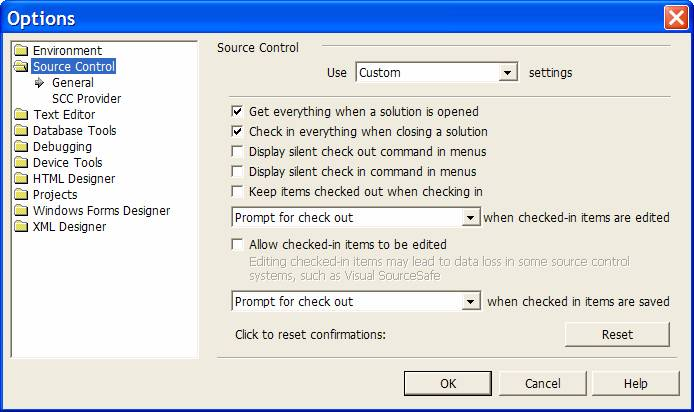 Options
Environment
Source Control
General
SCC Provider
Text Editor
Database Tools
Debugging
Device Tools
HTML Designer
Projects
Windows Forms Designer
XML Designer
Source Control
Use Custom settings
Get everything when a solution is opened
Check in everything when closing a solution
Display silent check out command in menus
Display silent check in command in menus
Keep items checked out when checking in
Prompt for check out when checked-in items are edited
Allow checked-in items to be edited
Editing checked-in items may lead to data loss in some source control
systems, such as Visual SourceSafe
Prompt for check out when checked in items are saved
Click to reset confirmations: Reset
OK Cancel Help